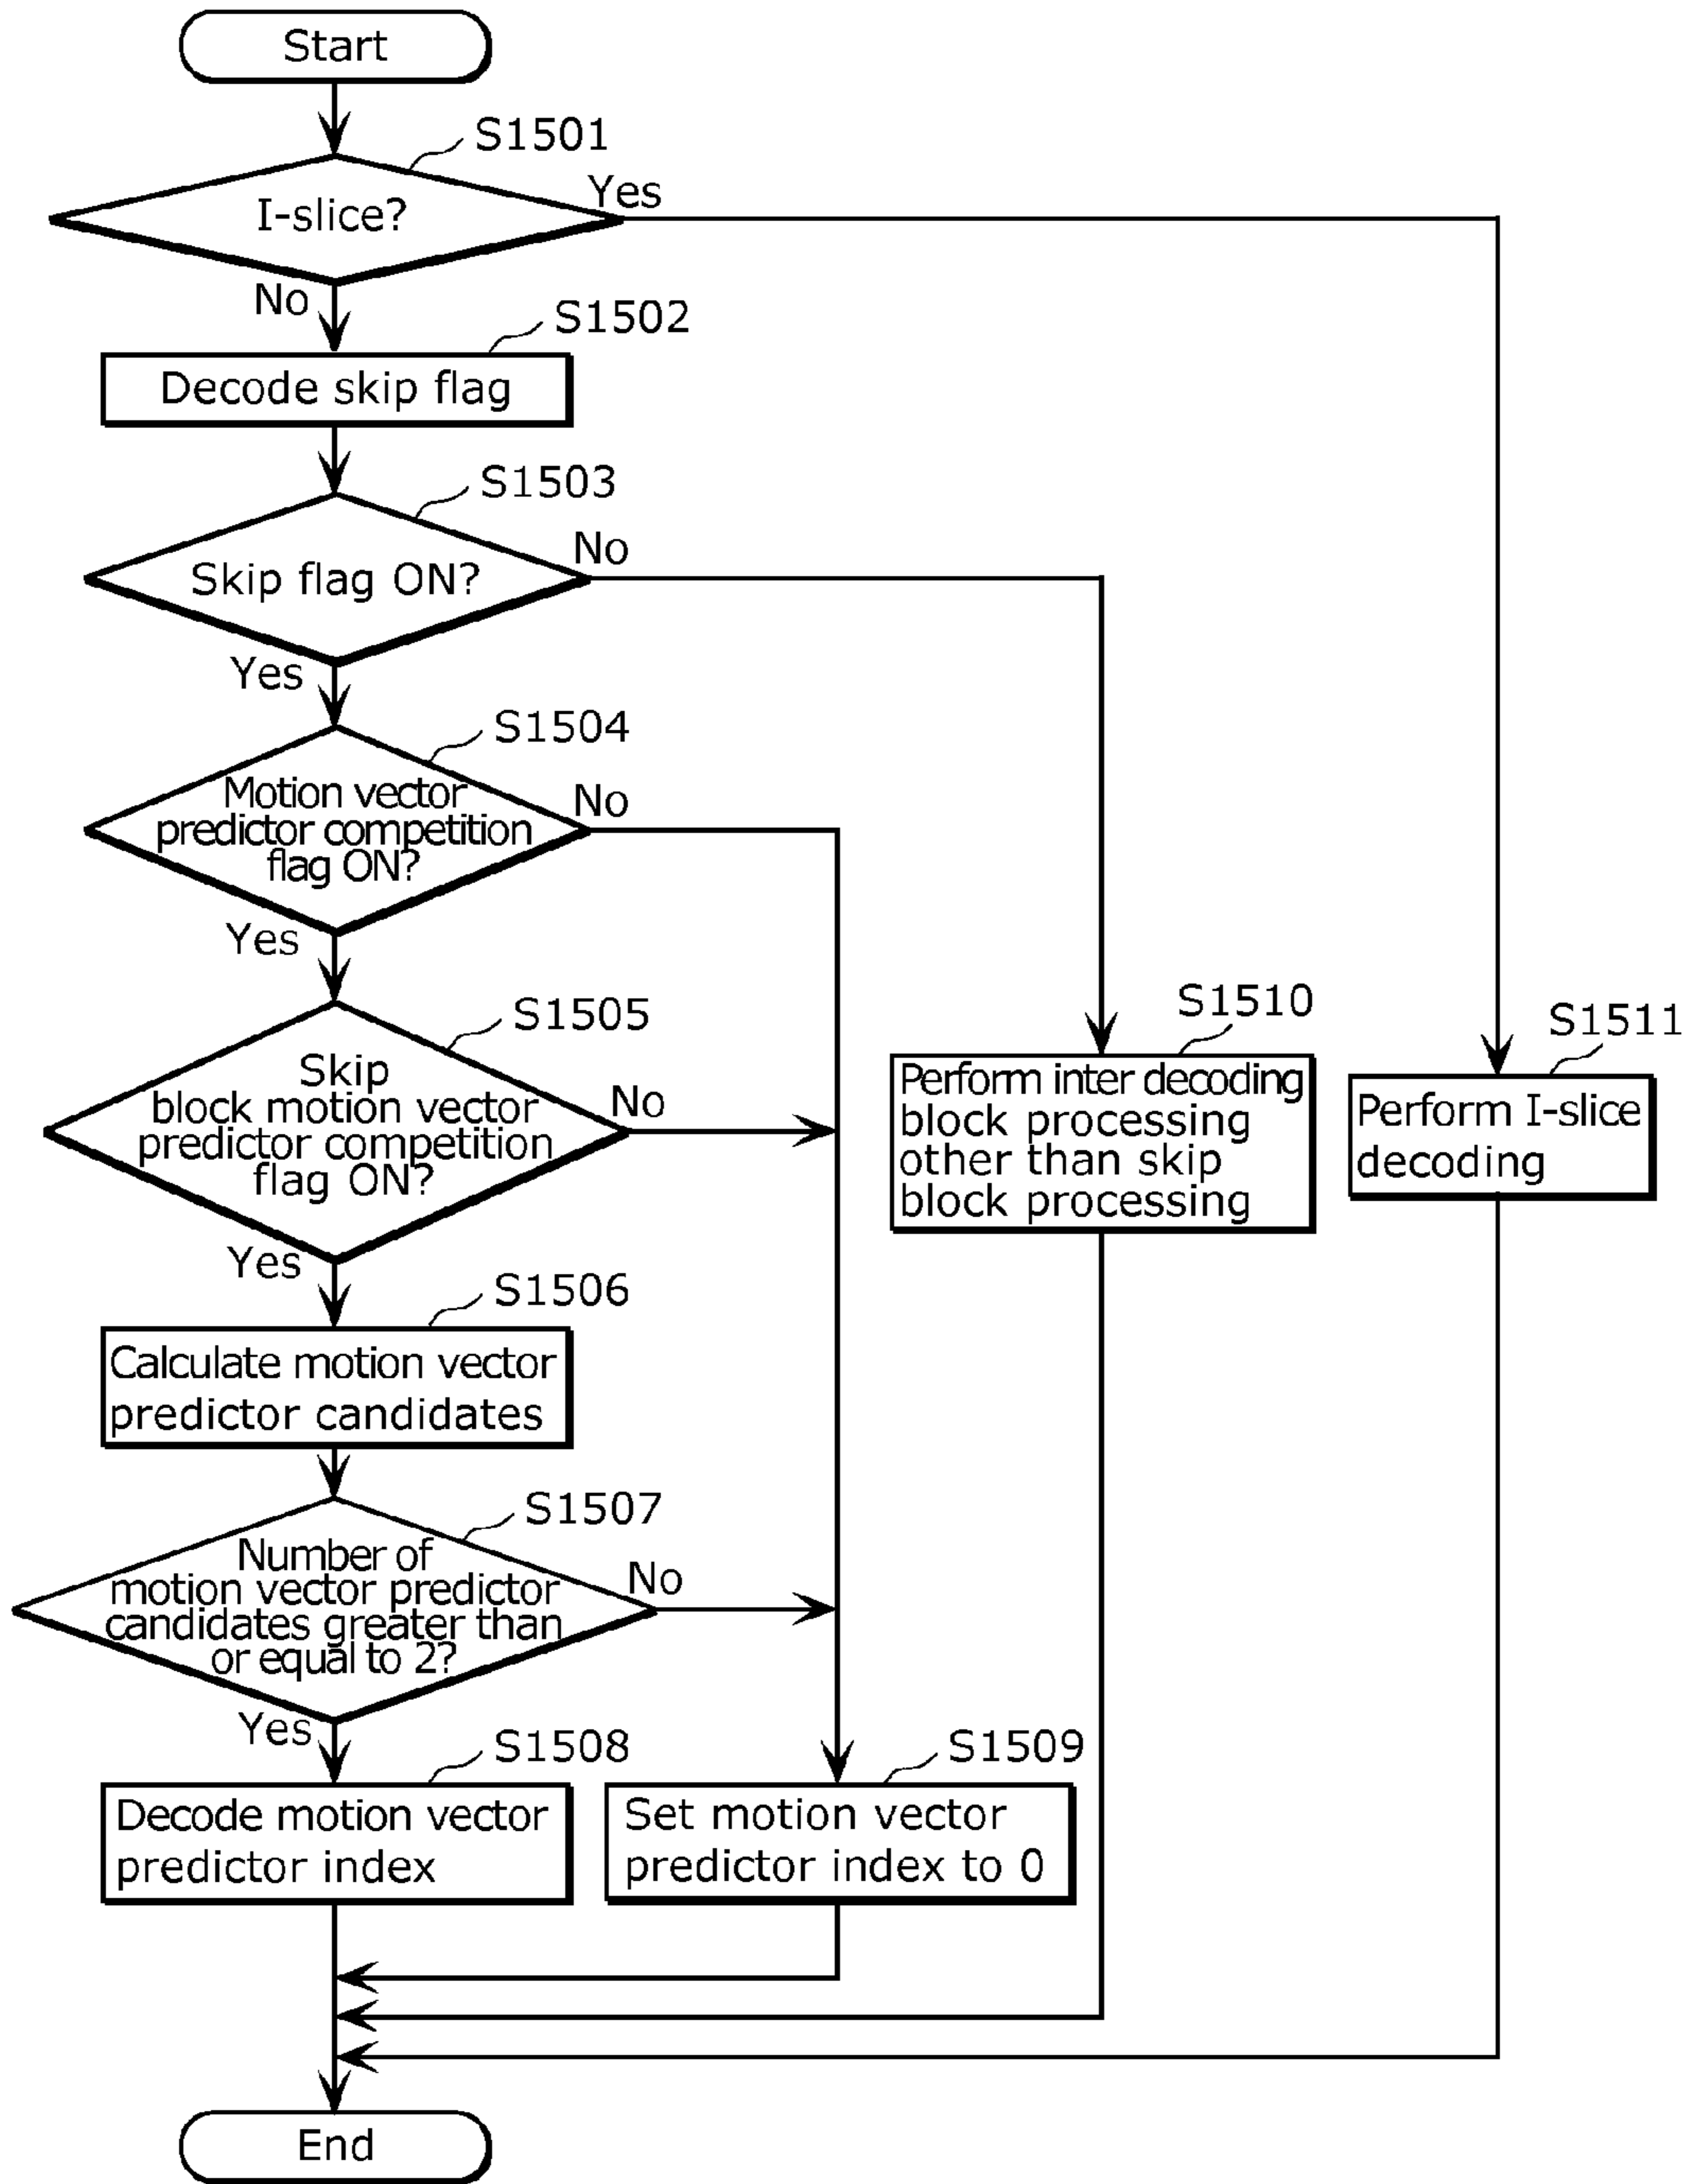 Start
S1501
I-slice?
Yes
No
S1502
Decode skip flag
S1503
Skip flag ON?
No
Yes
S1504
Motion vector
predictor competition
flag ON?
No
Yes
S1505
Skip
block motion vector
predictor competition
flag ON?
No
Yes
S1510
Perform inter decoding
block processing
other than skip
block processing
S1511
Perform I-slice
decoding
S1506
Calculate motion vector
predictor candidates
S1507
Number of
motion vector predictor
candidates greater than
or equal to 2?
No
Yes
S1508
Decode motion vector
predictor index
S1509
Set motion vector
predictor index to 0
End